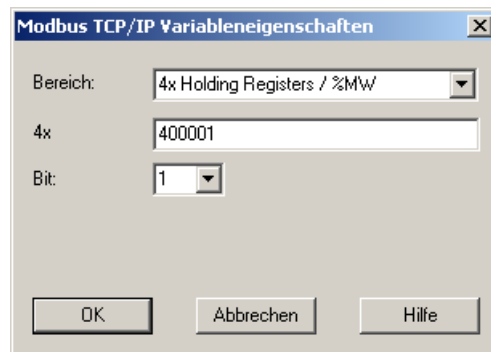 Modbus TCP/IP Variableneigenschaften
Bereich: 4x Holding Registers / %MW
4x 400001
Bit: 1
OK Abbrechen Hilfe